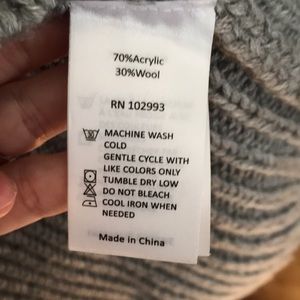 70%Acrylic
30%Wool
RN 102993
MACHINE WASH
COLD
GENTLE CYCLE WITH
LIKE COLORS ONLY
TUMBLE DRY LOW
DO NOT BLEACH
COOL IRON WHEN
NEEDED
Made in China